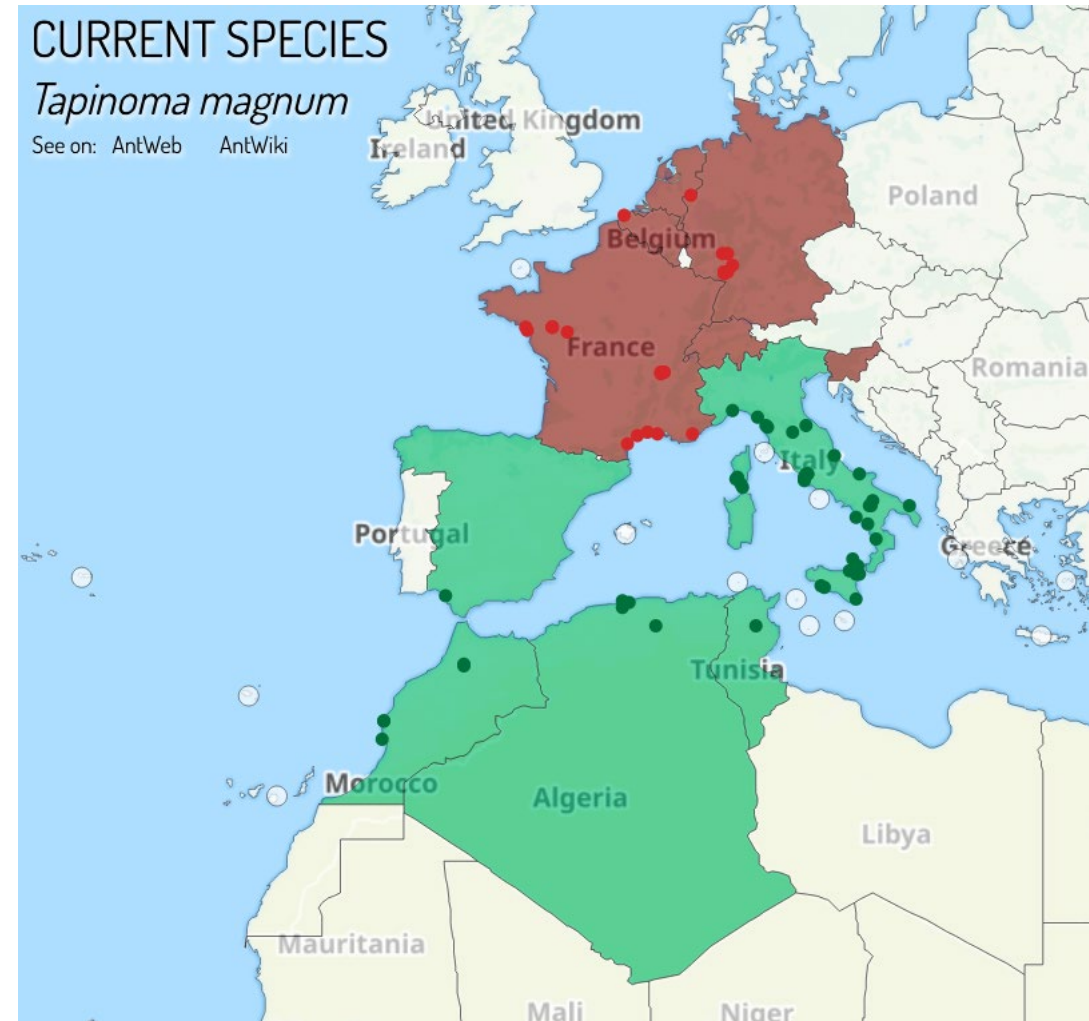 CURRENT SPECIES
Tapinoma magnum
See on: AntWeb AntWiki
United Kingdom
Ireland
Poland
Belgium
France
Romania
Italy
Portugal
Greece
Tunisia
Morocco
Algeria
Libya
Mauritania
Mali
Niger